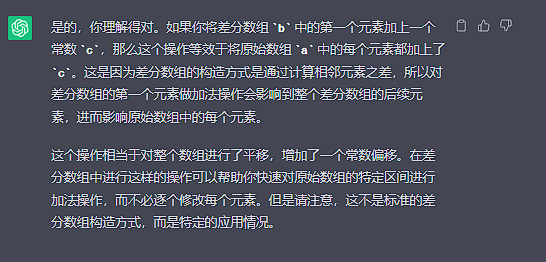 是的，你理解得对。如果你将差分数组 `b` 中的第一个元素加上一个
常数 `c`，那么这个操作等效于将原始数组 `a` 中的每个元素都加上了
`c`。这是因为差分数组的构造方式是通过计算相邻元素之差，所以对
差分数组的第一个元素做加法操作会影响到整个差分数组的后续元
素，进而影响原始数组中的每个元素。
这个操作相当于对整个数组进行了平移，增加了一个常数偏移。在差
分数组中进行这样的操作可以帮助你快速对原始数组的特定区间进行
加法操作，而不必逐个修改每个元素。但是请注意，这不是标准的差
分数组构造方式，而是特定的应用情况。